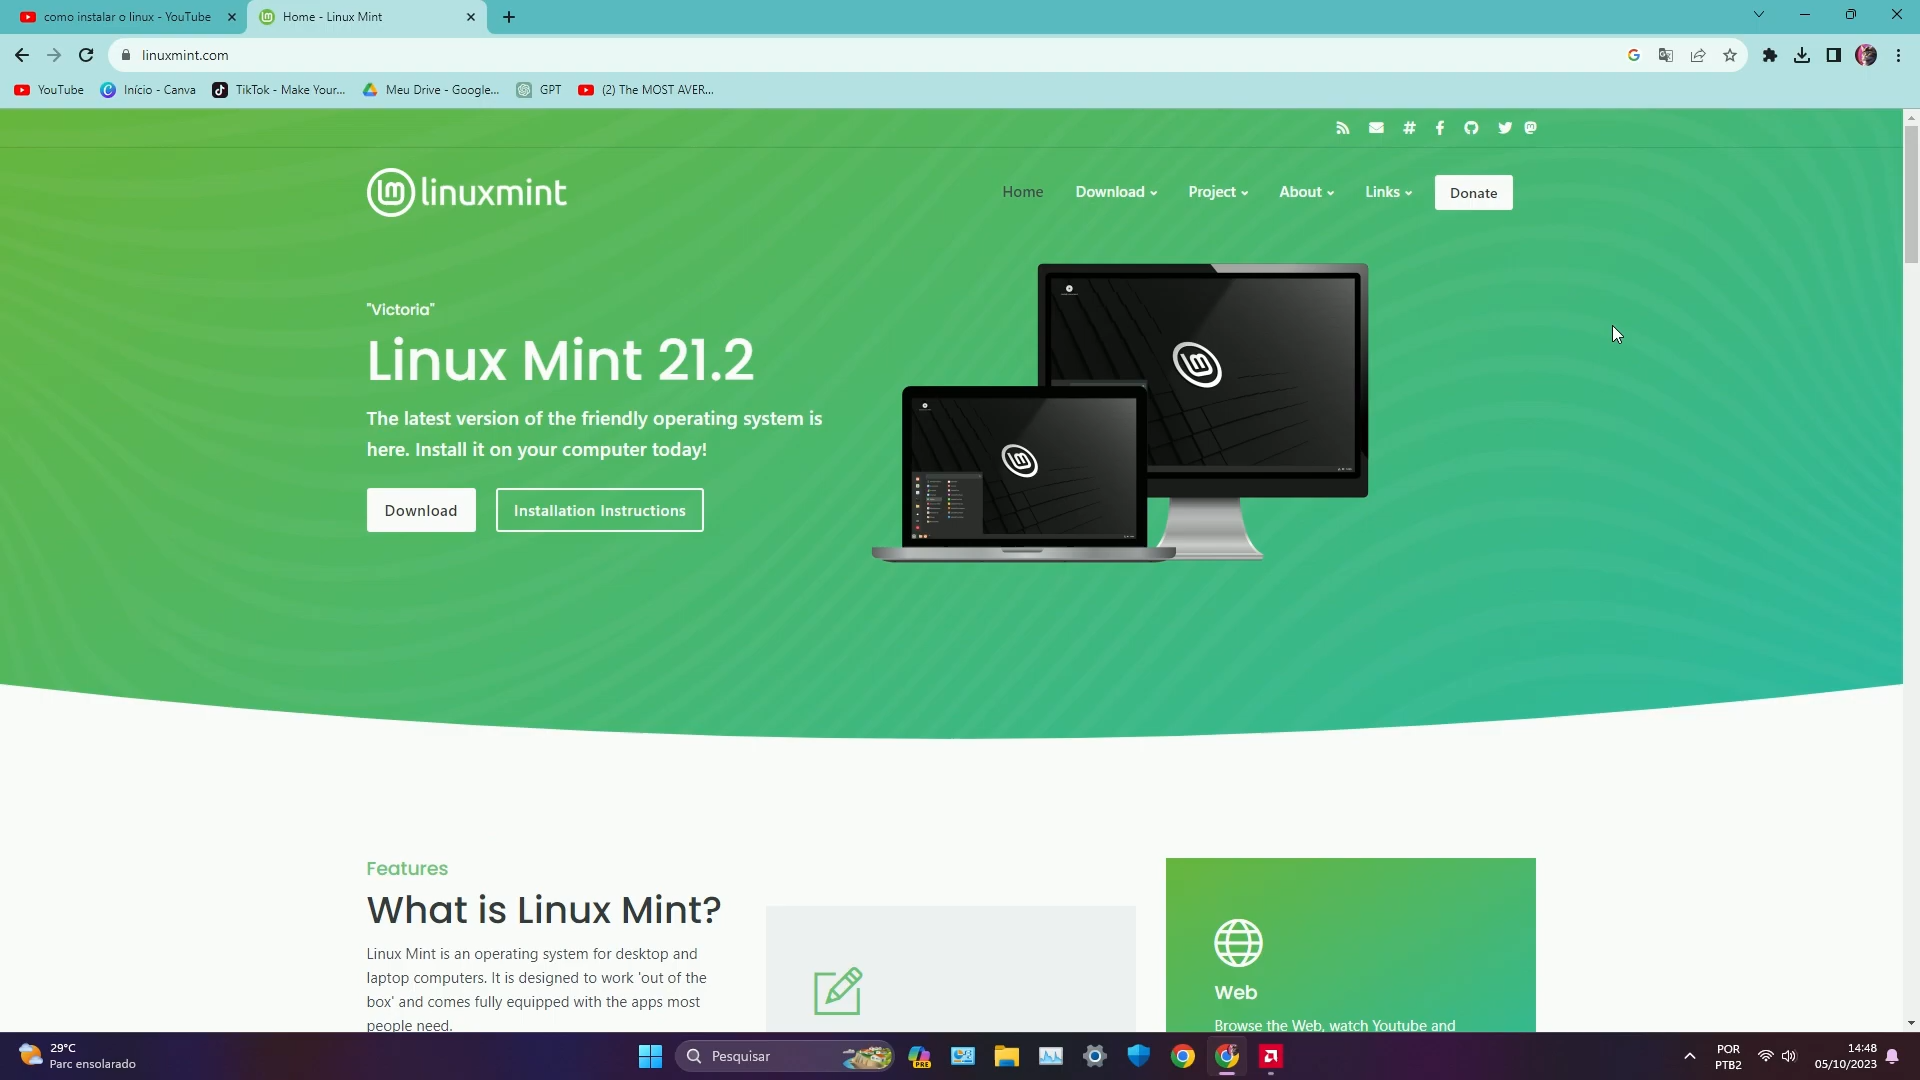 como instalar o linux - YouTube
Home - Linux Mint
linuxmint.com
YouTube
Início - Canva
TikTok - Make Your...
Meu Drive - Google...
GPT
(2) The MOST AVER...
linuxmint
Home
Download
Project
About
Links
Donate
"Victoria"
Linux Mint 21.2
The latest version of the friendly operating system is
here. Install it on your computer today!
Download
Installation Instructions
Features
What is Linux Mint?
Linux Mint is an operating system for desktop and
laptop computers. It is designed to work 'out of the
box' and comes fully equipped with the apps most
people need.
Web
Browse the Web, watch Youtube and
29°C
Parc ensolarado
Pesquisar
PRE
POR
PTB2
14:48
05/10/2023